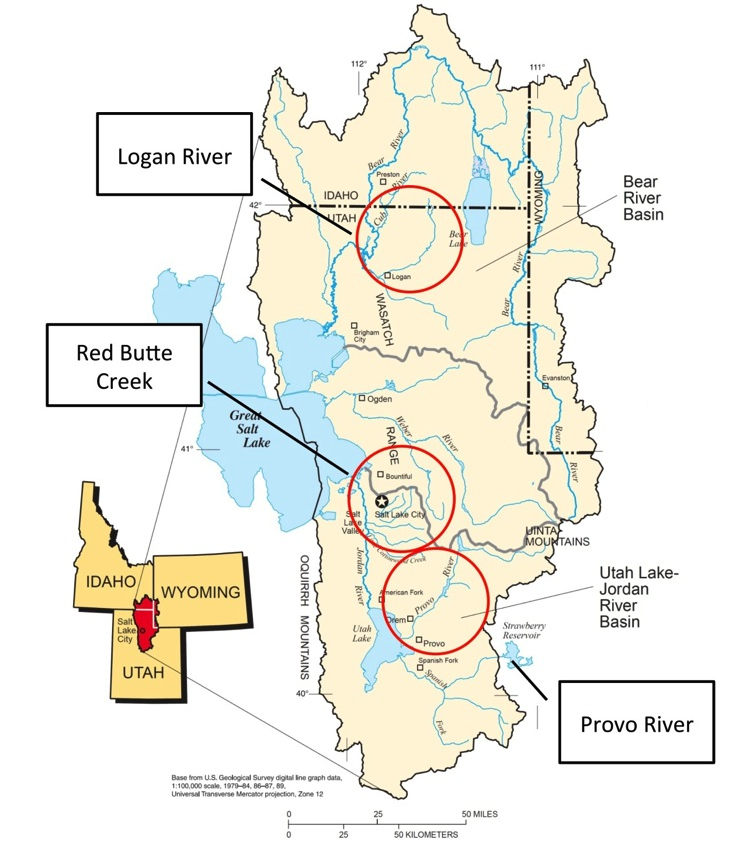 112°
111°
Logan River
Bear
River
Preston
River
Cub
IDAHO
42°
UTAH
WYOMING
Bear
River
Basin
Bear
Lake
River
Bear
Logan
WASATCH
Brigham
City
Red Butte
Creek
Evanston
Ogden
Great
Salt
Lake
Weber
River
RANGE
Bear
River
41°
Bountiful
Salt Lake City
Salt
Lake
Valley
UINTA
MOUNTAINS
Cottonwood Creek
Jordan
River
OQUIRRH MOUNTAINS
American Fork
Provo
River
Utah Lake-
Jordan
River
Basin
IDAHO
WYOMING
Salt
Lake
City
UTAH
Orem
Utah
Lake
Provo
Strawberry
Reservoir
Spanish Fork
Spanish
Fork
40°
Provo River
Base from U.S. Geological Survey digital line graph data,
1:100,000 scale, 1979–84, 86–87, 89,
Universal Transverse Mercator projection, Zone 12
0 25 50 MILES
0 25 50 KILOMETERS